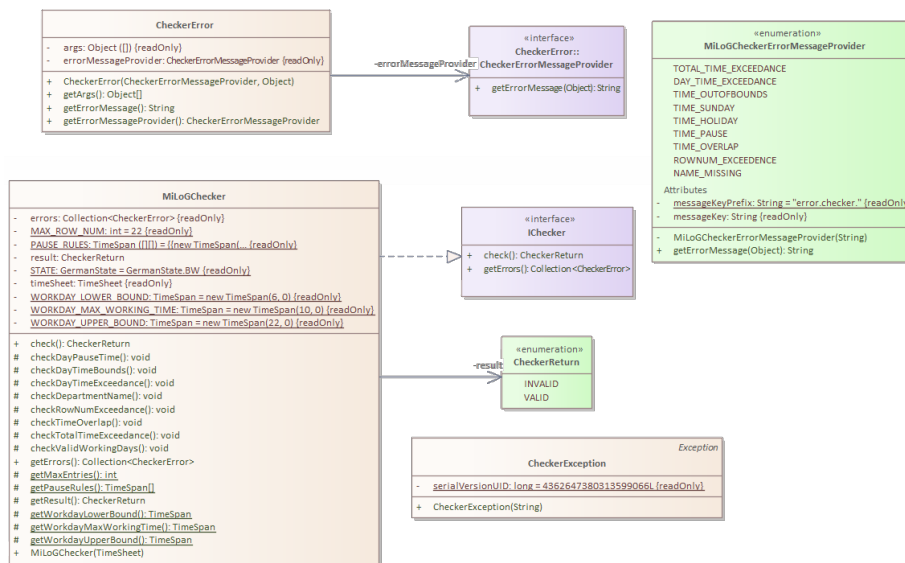 CheckerError
- args: Object ([]) {readOnly}
- errorMessageProvider: CheckerErrorMessageProvider {readOnly}
+ CheckerError(CheckerErrorMessageProvider, Object)
+ getArgs(): Object[]
+ getErrorMessage(): String
+ getErrorMessageProvider(): CheckerErrorMessageProvider
-errorMessageProvider
«interface»
CheckerError::
CheckerErrorMessageProvider
+ getErrorMessage(Object): String
«enumeration»
MiLoGCheckerErrorMessageProvider
TOTAL_TIME_EXCEEDANCE
DAY_TIME_EXCEEDANCE
TIME_OUTOFBOUNDS
TIME_SUNDAY
TIME_HOLIDAY
TIME_PAUSE
TIME_OVERLAP
ROWNUM_EXCEEDENCE
NAME_MISSING
Attributes
- messageKeyPrefix: String = "error.checker." {readOnly}
- messageKey: String {readOnly}
- MiLoGCheckerErrorMessageProvider(String)
+ getErrorMessage(Object): String
MiLoGChecker
- errors: Collection<CheckerError> {readOnly}
- MAX_ROW_NUM: int = 22 {readOnly}
- PAUSE_RULES: TimeSpan ([][]) = {{new TimeSpan(... {readOnly}
- result: CheckerReturn
- STATE: GermanState = GermanState.BW {readOnly}
- timeSheet: TimeSheet {readOnly}
- WORKDAY_LOWER_BOUND: TimeSpan = new TimeSpan(6, 0) {readOnly}
- WORKDAY_MAX_WORKING_TIME: TimeSpan = new TimeSpan(10, 0) {readOnly}
- WORKDAY_UPPER_BOUND: TimeSpan = new TimeSpan(22, 0) {readOnly}
+ check(): CheckerReturn
# checkDayPauseTime(): void
# checkDayTimeBounds(): void
# checkDayTimeExceedance(): void
# checkDepartmentName(): void
# checkRowNumExceedance(): void
# checkTimeOverlap(): void
# checkTotalTimeExceedance(): void
# checkValidWorkingDays(): void
+ getErrors(): Collection<CheckerError>
# getMaxEntries(): int
# getPauseRules(): TimeSpan[]
# getResult(): CheckerReturn
# getWorkdayLowerBound(): TimeSpan
# getWorkdayMaxWorkingTime(): TimeSpan
# getWorkdayUpperBound(): TimeSpan
+ MiLoGChecker(TimeSheet)
«interface»
IChecker
+ check(): CheckerReturn
+ getErrors(): Collection<CheckerError>
-result
«enumeration»
CheckerReturn
INVALID
VALID
Exception
CheckerException
- serialVersionUID: long = 4362647380313599066L {readOnly}
+ CheckerException(String)